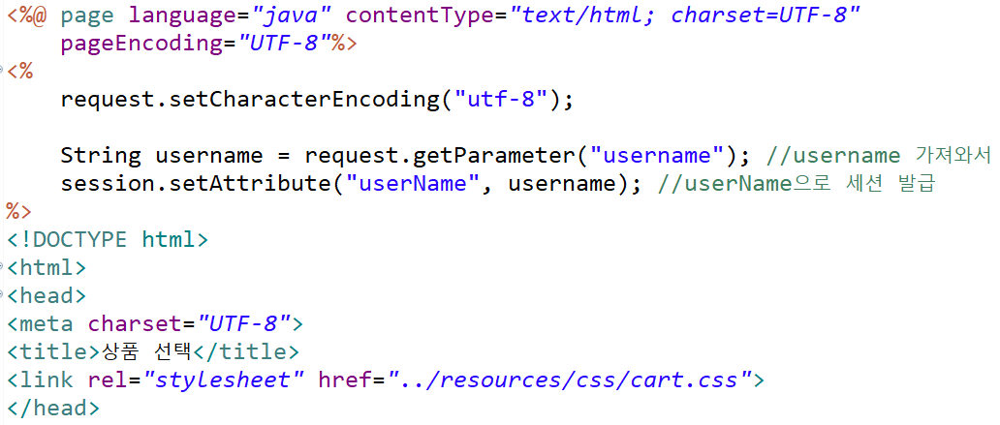 <%@ page language="java" contentType="text/html; charset=UTF-8"
    pageEncoding="UTF-8"%>
<%
    request.setCharacterEncoding("utf-8");
    String username = request.getParameter("username"); //username 가져와서
    session.setAttribute("userName", username); //userName으로 세션 발급
%>
<!DOCTYPE html>
<html>
<head>
<meta charset="UTF-8">
<title>상품 선택</title>
<link rel="stylesheet" href="../resources/css/cart.css">
</head>